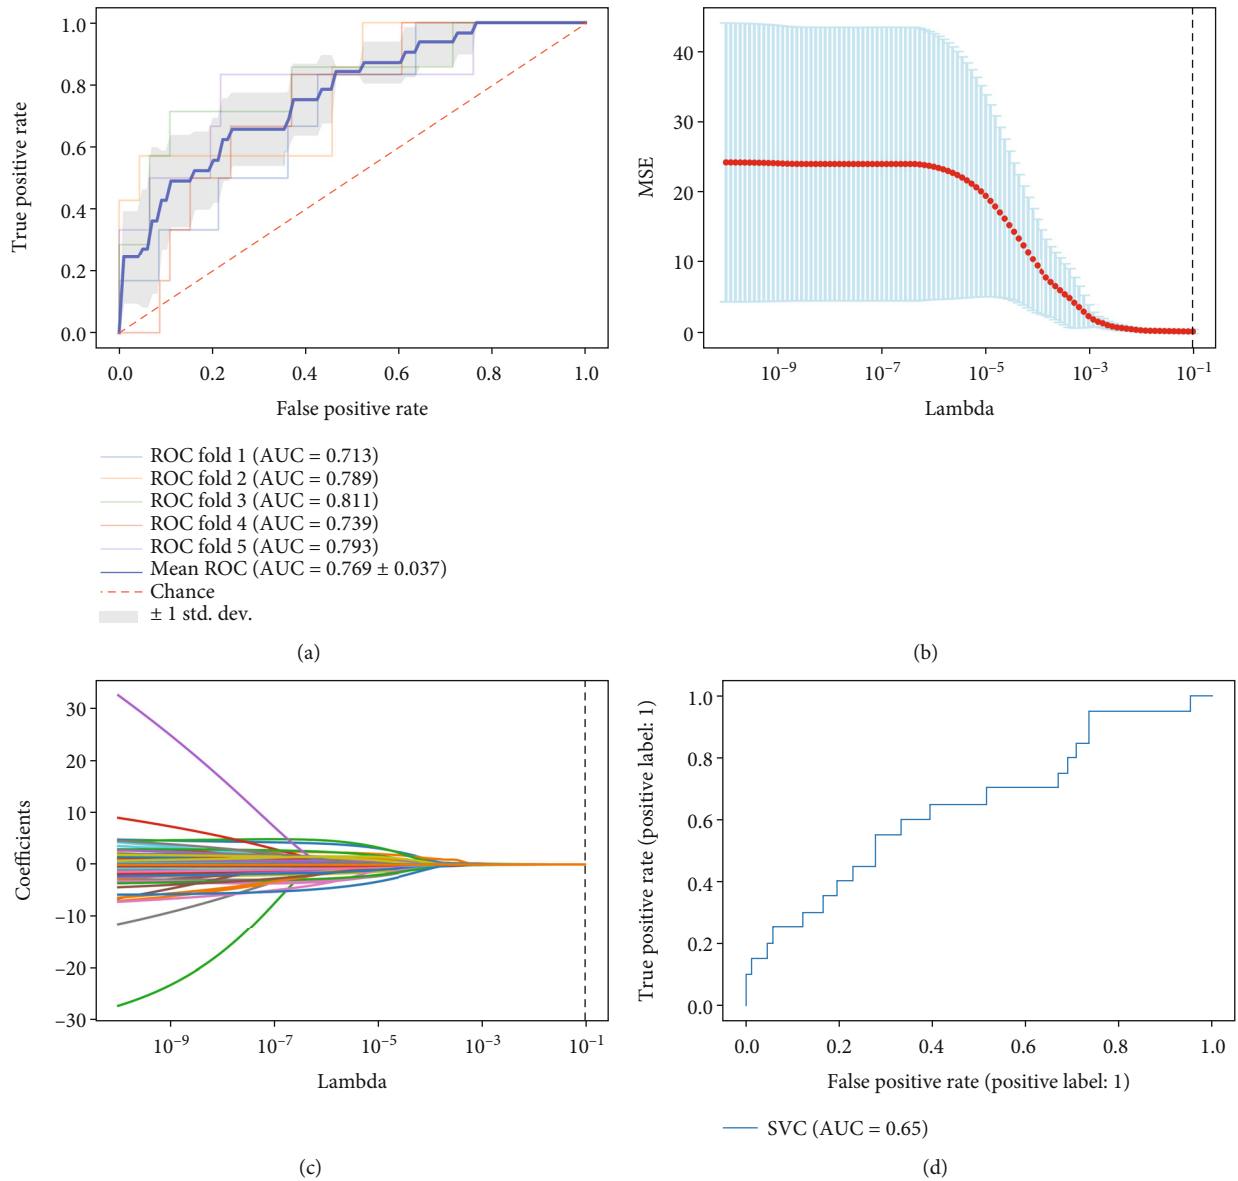 True positive rate
1.0
0.8
0.6
0.4
0.2
0.0
0.0 0.2 0.4 0.6 0.8 1.0
False positive rate
ROC fold 1 (AUC = 0.713)
ROC fold 2 (AUC = 0.789)
ROC fold 3 (AUC = 0.811)
ROC fold 4 (AUC = 0.739)
ROC fold 5 (AUC = 0.793)
Mean ROC (AUC = 0.769 ± 0.037)
Chance
± 1 std. dev.
(a)
MSE
40
30
20
10
0
10⁻⁹ 10⁻⁷ 10⁻⁵ 10⁻³ 10⁻¹
Lambda
(b)
Coefficients
30
20
10
0
–10
–20
–30
10⁻⁹ 10⁻⁷ 10⁻⁵ 10⁻³ 10⁻¹
Lambda
(c)
True positive rate (positive label: 1)
1.0
0.8
0.6
0.4
0.2
0.0
0.0 0.2 0.4 0.6 0.8 1.0
False positive rate (positive label: 1)
SVC (AUC = 0.65)
(d)